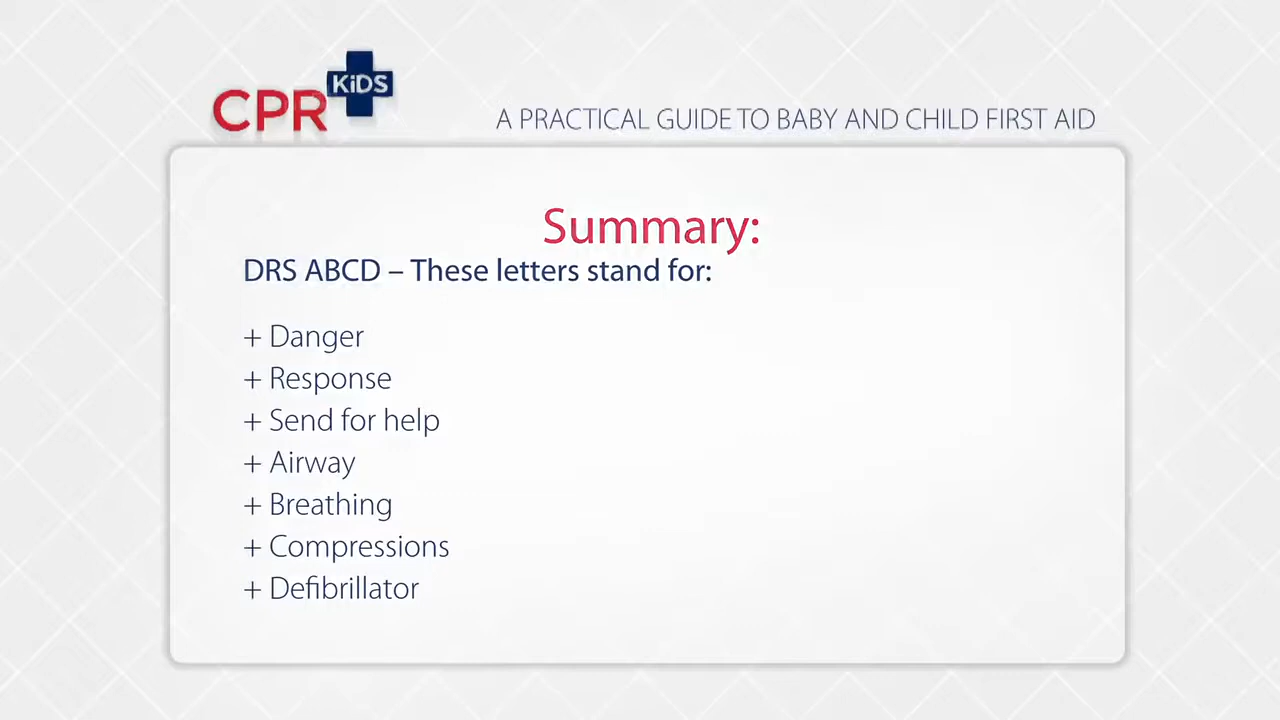 CPR KiDS
A PRACTICAL GUIDE TO BABY AND CHILD FIRST AID
Summary:
DRS ABCD – These letters stand for:
+ Danger
+ Response
+ Send for help
+ Airway
+ Breathing
+ Compressions
+ Defibrillator